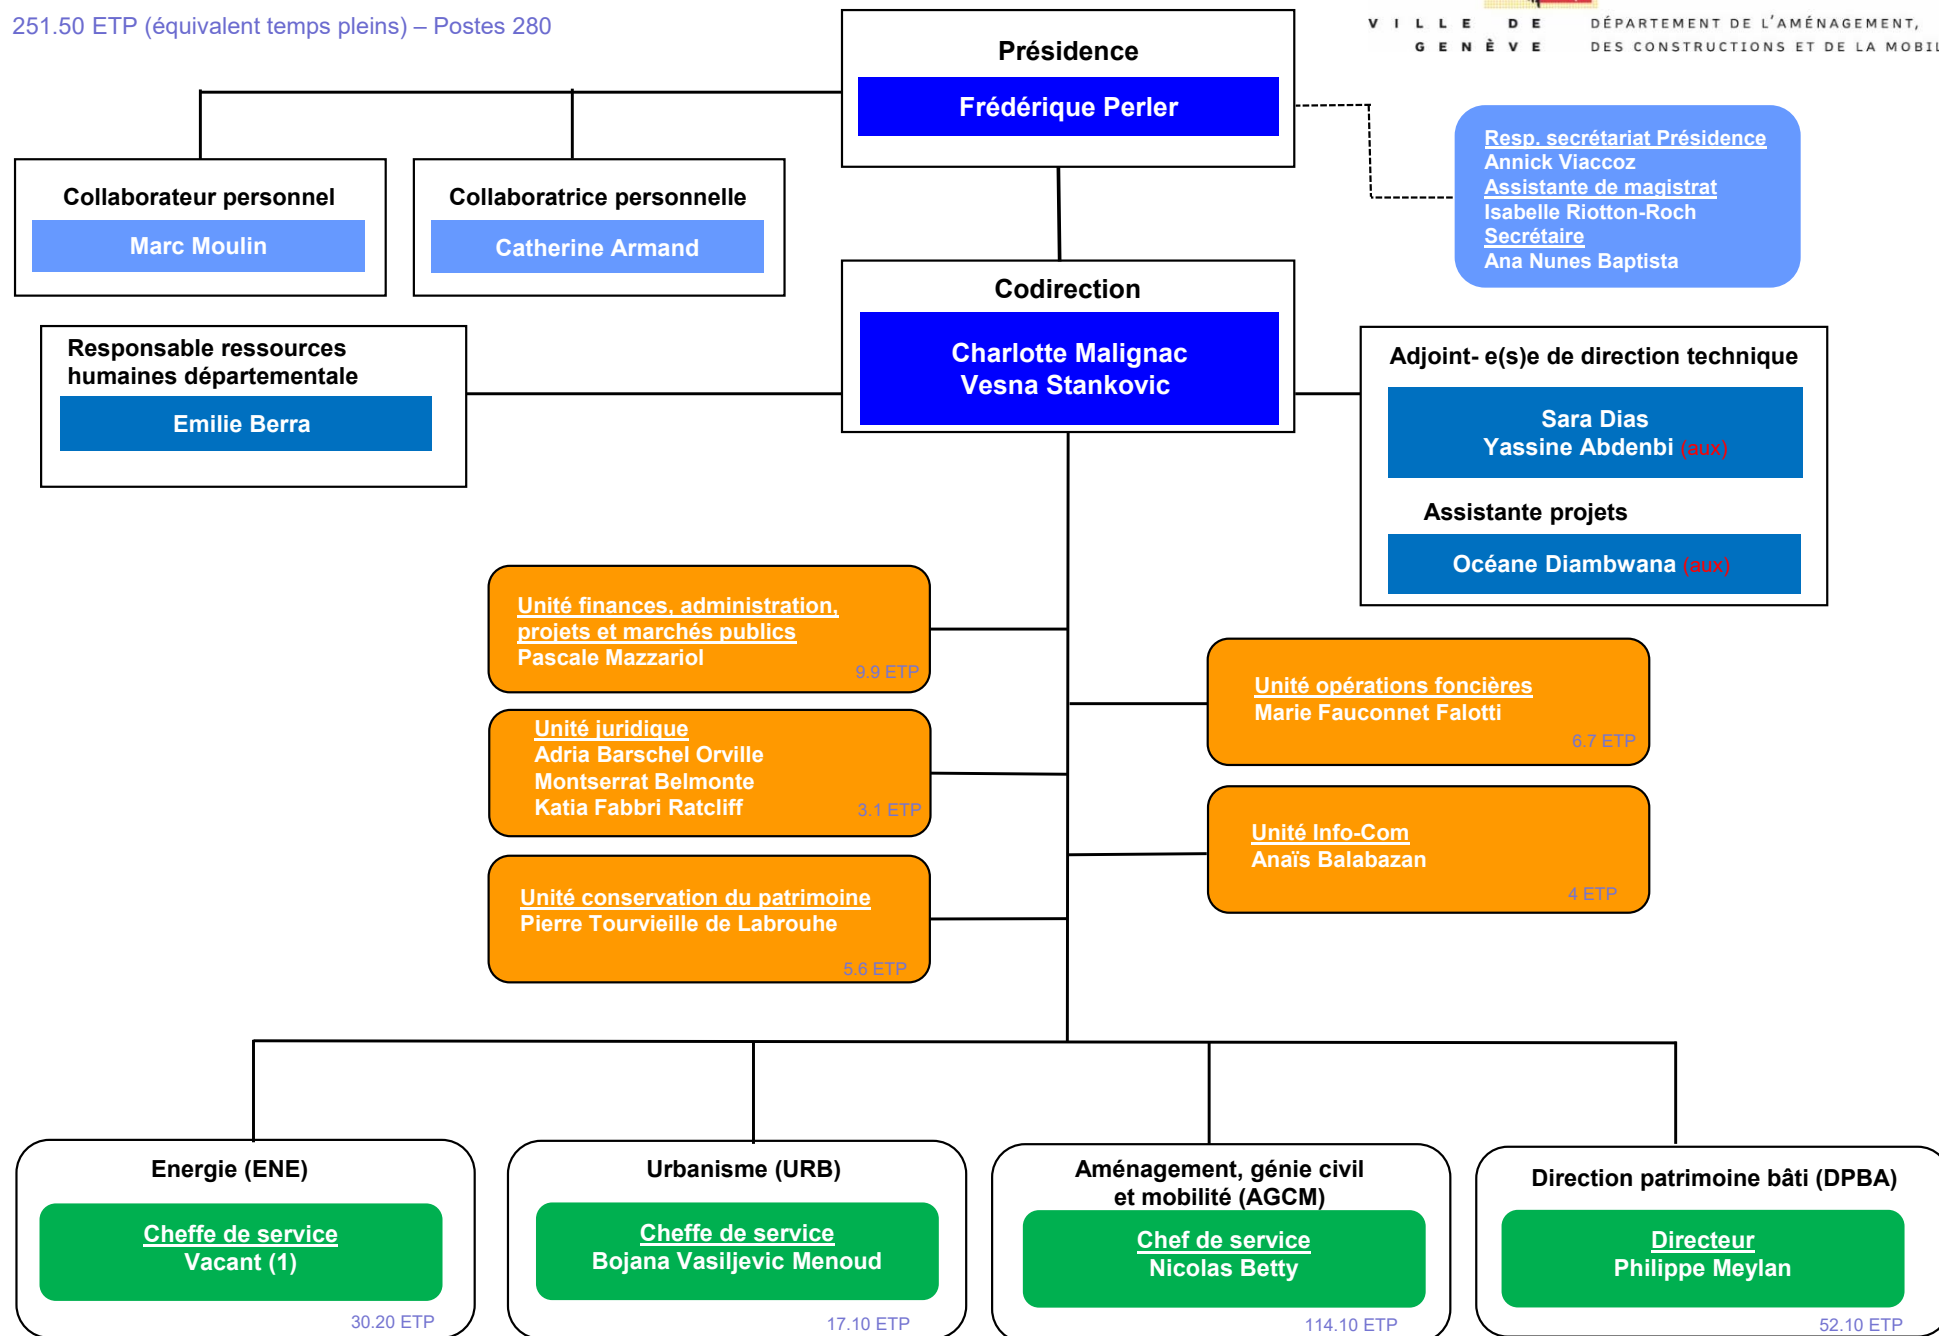 251.50 ETP (équivalent temps pleins) – Postes 280
VILLE DE
GENÈVE
DÉPARTEMENT DE L'AMÉNAGEMENT,
DES CONSTRUCTIONS ET DE LA
Présidence
Frédérique Perler
Resp. secrétariat Présidence
Annick Viaccoz
Assistante de magistrat
Isabelle Riotton-Roch
Secrétaire
Ana Nunes Baptista
Collaborateur personnel
Marc Moulin
Collaboratrice personnelle
Catherine Armand
Codirection
Charlotte Malignac
Vesna Stankovic
Responsable ressources
humaines départementale
Emilie Berra
Adjoint- e(s)e de direction technique
Sara Dias
Yassine Abdenbi (aux)
Assistante projets
Océane Diambwana (aux)
Unité finances, administration,
projets et marchés publics
Pascale Mazzariol
9.9 ETP
Unité opérations foncières
Marie Fauconnet Falotti
6.7 ETP
Unité juridique
Adria Barschel Orville
Montserrat Belmonte
Katia Fabbri Ratcliff
3.1 ETP
Unité Info-Com
Anaïs Balabazan
4 ETP
Unité conservation du patrimoine
Pierre Tourvieille de Labrouhe
5.6 ETP
Energie (ENE)
Cheffe de service
Vacant (1)
30.20 ETP
Urbanisme (URB)
Cheffe de service
Bojana Vasiljevic Menoud
17.10 ETP
Aménagement, génie civil
et mobilité (AGCM)
Chef de service
Nicolas Betty
114.10 ETP
Direction patrimoine bâti (DPBA)
Directeur
Philippe Meylan
52.10 ETP